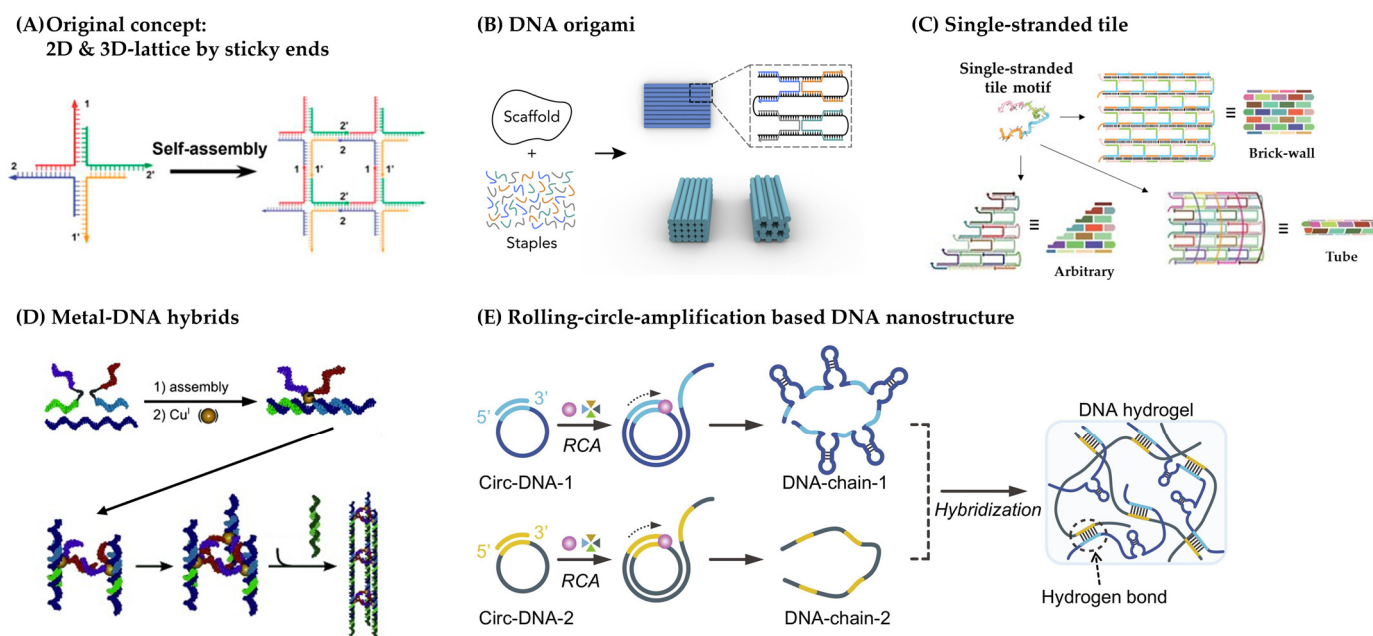 (A) Original concept:
2D & 3D-lattice by sticky ends
1
2
2'
1'
Self-assembly
2'
2
1 1' 1 1'
2'
2
(B) DNA origami
Scaffold
+
Staples
(C) Single-stranded tile
Single-stranded
tile motif
≡
Brick-wall
≡
Arbitrary
≡
Tube
(D) Metal-DNA hybrids
1) assembly
2) Cuᴵ ( )
(E) Rolling-circle-amplification based DNA nanostructure
5' 3'
RCA
Circ-DNA-1
DNA-chain-1
5' 3'
RCA
Circ-DNA-2
DNA-chain-2
Hybridization
DNA hydrogel
Hydrogen bond